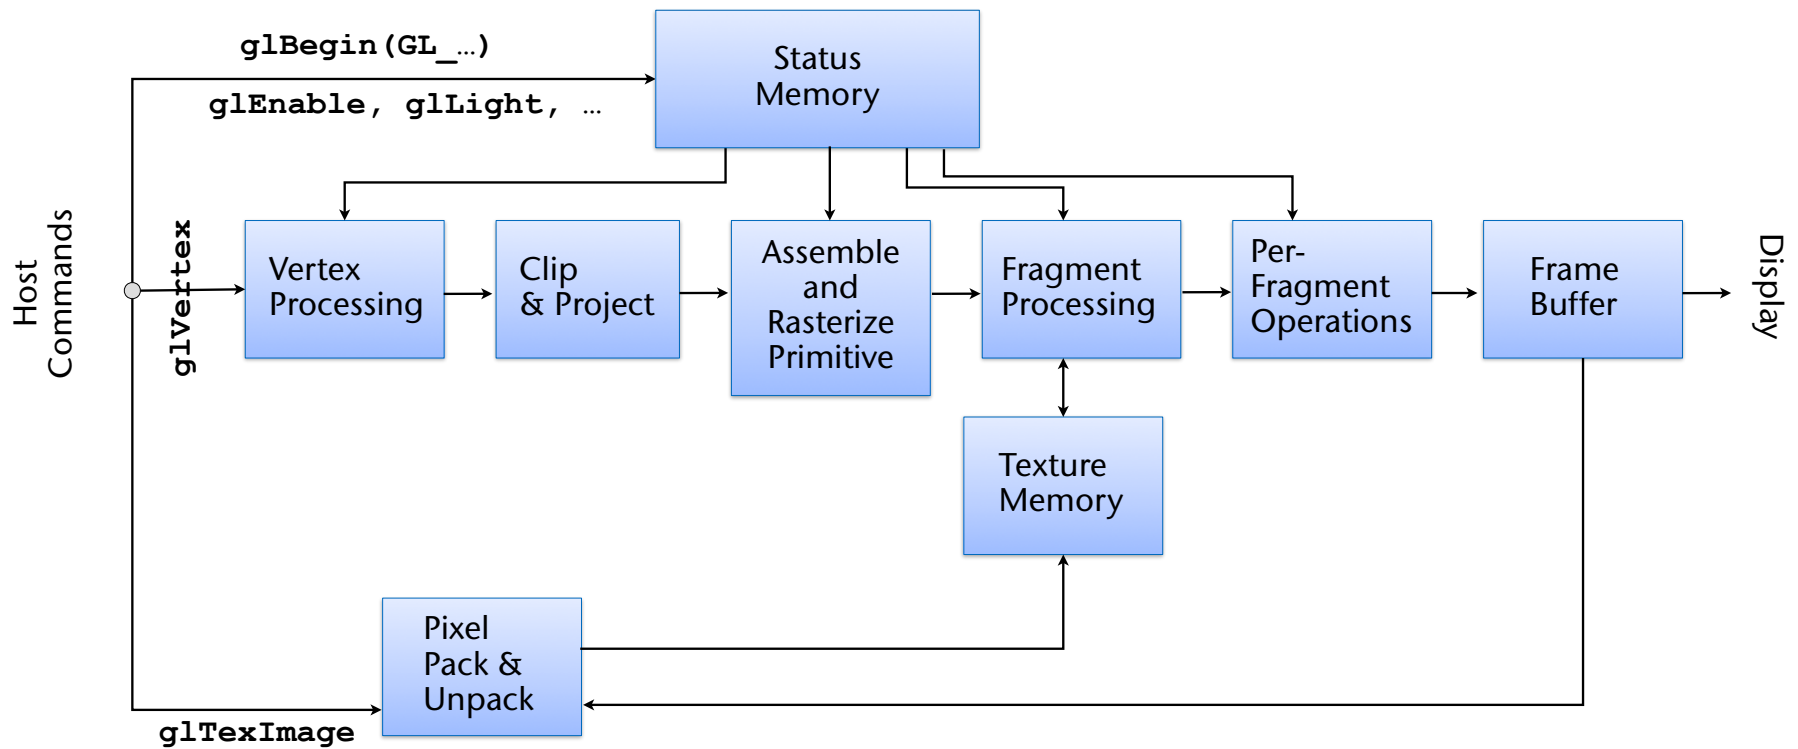 glBegin(GL_…)
glEnable, glLight, …
Status
Memory
Host
Commands
glVertex
Vertex
Processing
Clip
& Project
Assemble
and
Rasterize
Primitive
Fragment
Processing
Per-
Fragment
Operations
Frame
Buffer
Display
Texture
Memory
Pixel
Pack &
Unpack
glTexImage